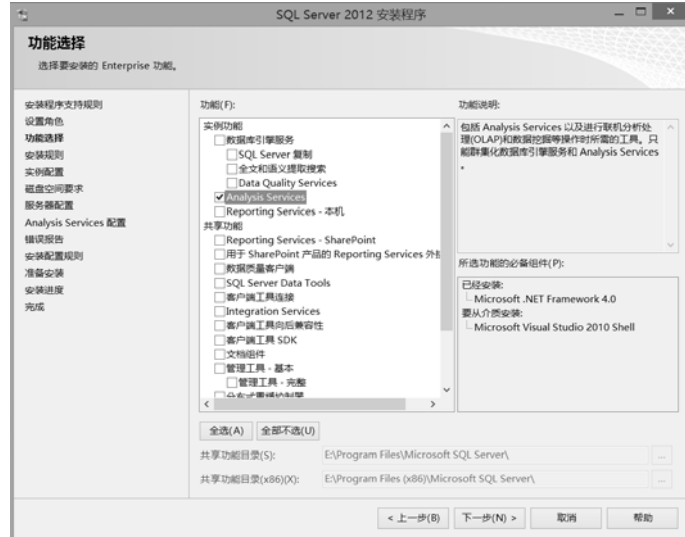 SQL Server 2012 安装程序
功能选择
选择要安装的 Enterprise 功能。
安装程序支持规则
设置角色
功能选择
安装规则
实例配置
磁盘空间要求
服务器配置
Analysis Services 配置
错误报告
安装配置规则
准备安装
安装进度
完成
功能(F):
实例功能
数据库引擎服务
SQL Server 复制
全文和语义提取搜索
Data Quality Services
Analysis Services
Reporting Services - 本机
共享功能
Reporting Services - SharePoint
用于 SharePoint 产品的 Reporting Services 外接
数据质量客户端
SQL Server Data Tools
客户端工具连接
Integration Services
客户端工具向后兼容性
客户端工具 SDK
文档组件
管理工具 - 基本
管理工具 - 完整
全选(A) 全部不选(U)
功能说明:
包括 Analysis Services 以及进行联机分析处
理(OLAP)和数据挖掘等操作时所需的工具。只
能群集化数据库引擎服务和 Analysis Services
。
所选功能的必备组件(P):
已经安装:
Microsoft .NET Framework 4.0
要从介质安装:
Microsoft Visual Studio 2010 Shell
共享功能目录(S): E:\Program Files\Microsoft SQL Server\ ...
共享功能目录(x86)(X): E:\Program Files (x86)\Microsoft SQL Server\ ...
< 上一步(B) 下一步(N) > 取消 帮助